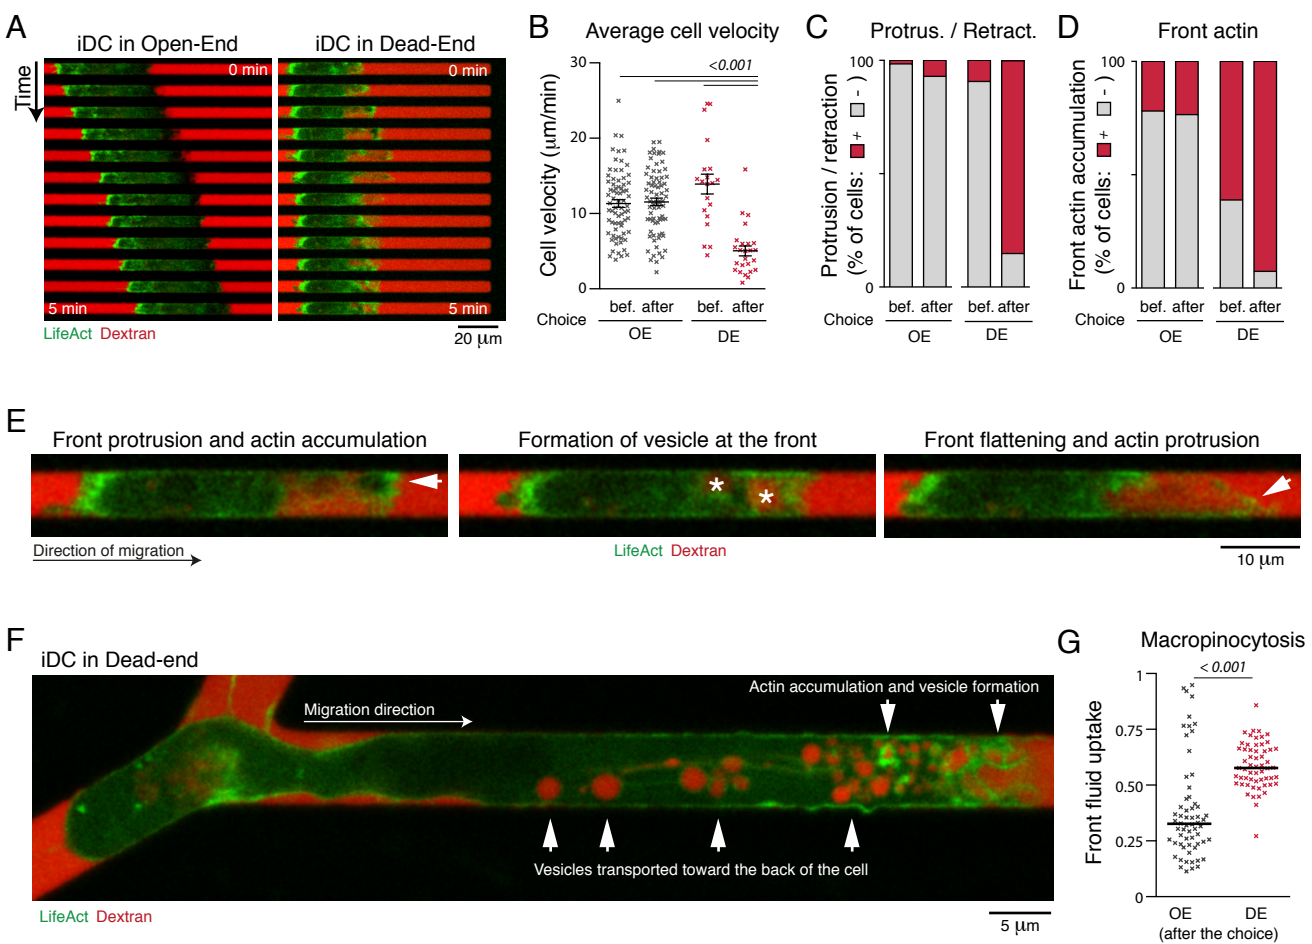 A
iDC in Open-End
iDC in Dead-End
Time
0 min
0 min
5 min
5 min
LifeAct Dextran
20 μm
B
Average cell velocity
<0.001
Cell velocity (μm/min)
30
20
10
0
bef. after
bef. after
Choice
OE
DE
C
Protrus. / Retract.
Protrusion / retraction
(% of cells: + - )
100
0
bef. after
bef. after
Choice
OE
DE
D
Front actin
Front actin accumulation
(% of cells: + - )
100
0
bef. after
bef. after
Choice
OE
DE
E
Front protrusion and actin accumulation
Formation of vesicle at the front
Front flattening and actin protrusion
* *
Direction of migration
LifeAct Dextran
10 μm
F
iDC in Dead-end
Migration direction
Actin accumulation and vesicle formation
Vesicles transported toward the back of the cell
LifeAct Dextran
5 μm
G
Macropinocytosis
< 0.001
Front fluid uptake
1
0.75
0.50
0.25
0
OE
DE
(after the choice)